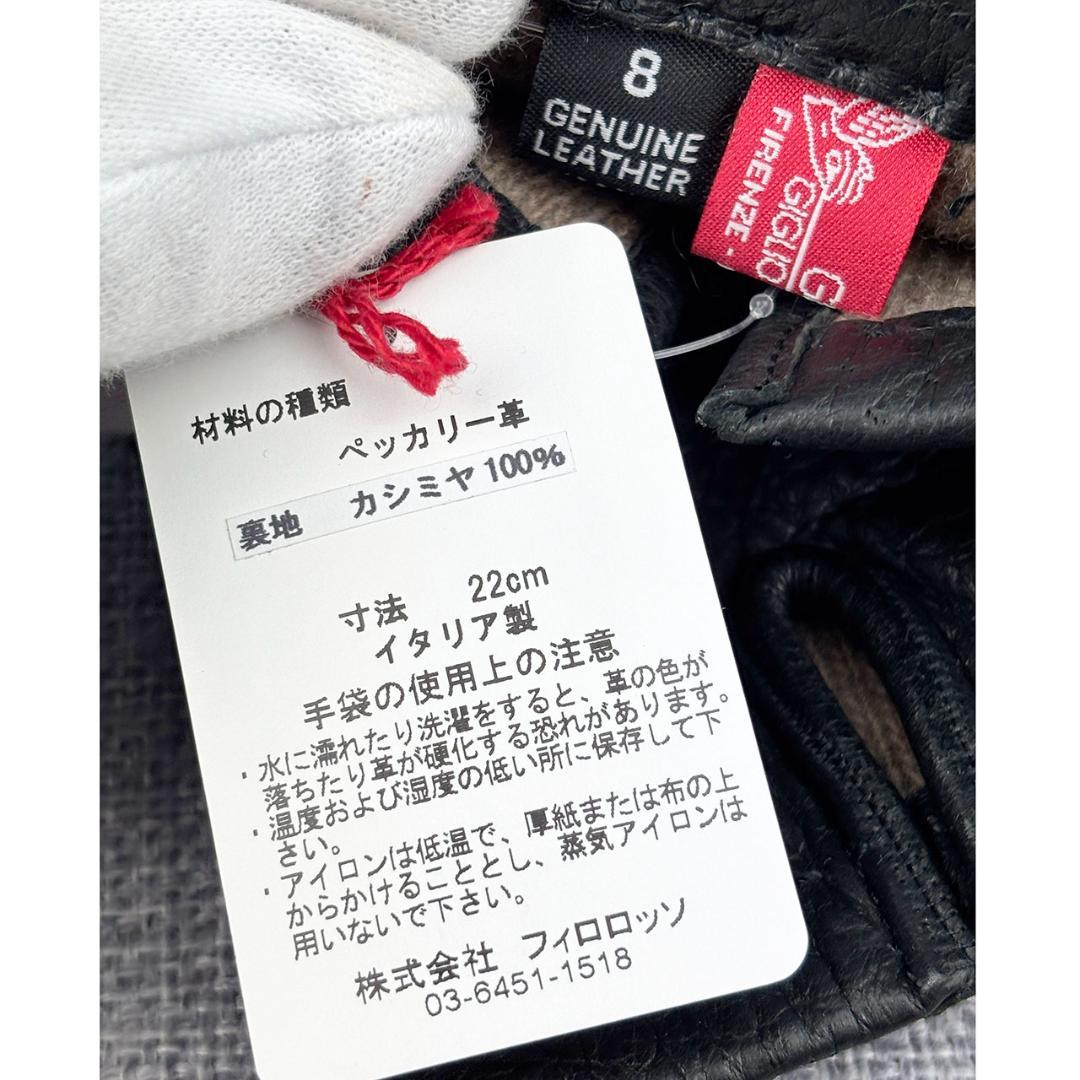 8
GENUINE
LEATHER
FIRENZE -
GIGLIO
G
材料の種類
ペッカリー革
裏地 カシミヤ 100%
寸法 22cm
イタリア製
手袋の使用上の注意
・水に濡れたり洗濯をすると、革の色が
落ちたり革が硬化する恐れがあります。
・温度および湿度の低い所に保存して下
さい。
・アイロンは低温で、厚紙または布の上
からかけることとし、蒸気アイロンは
用いないで下さい。
株式会社 フィロロッソ
03-6451-1518